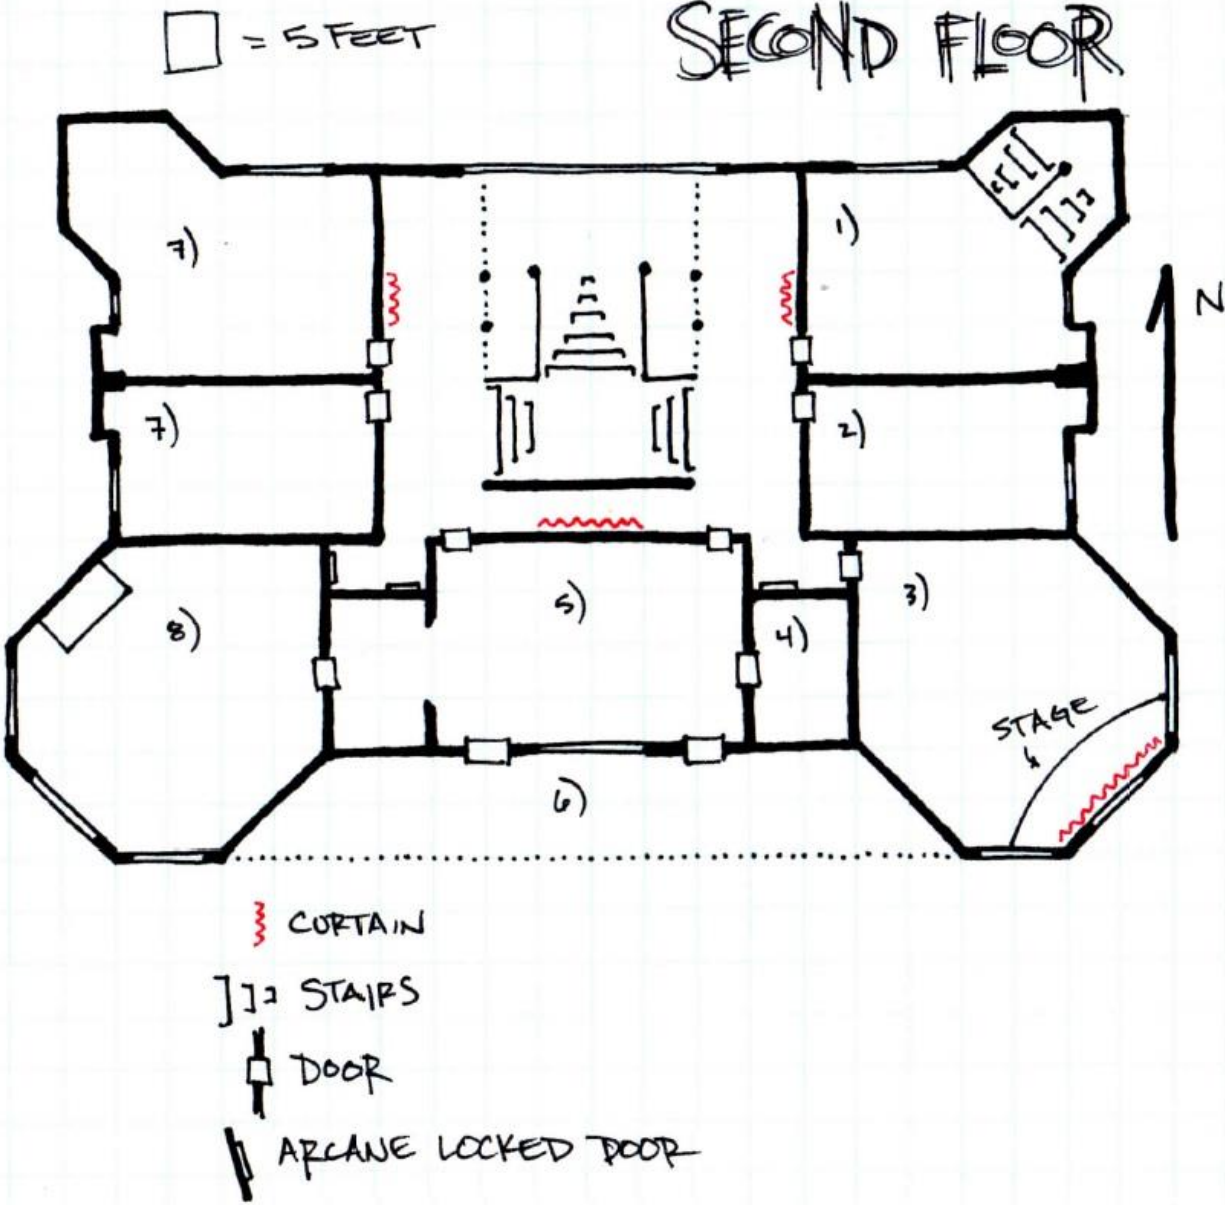 = 5 FEET
SECOND FLOOR
7)
1)
N
7)
2)
8)
5)
4)
3)
STAGE
6)
CURTAIN
STAIRS
DOOR
ARCANE LOCKED DOOR